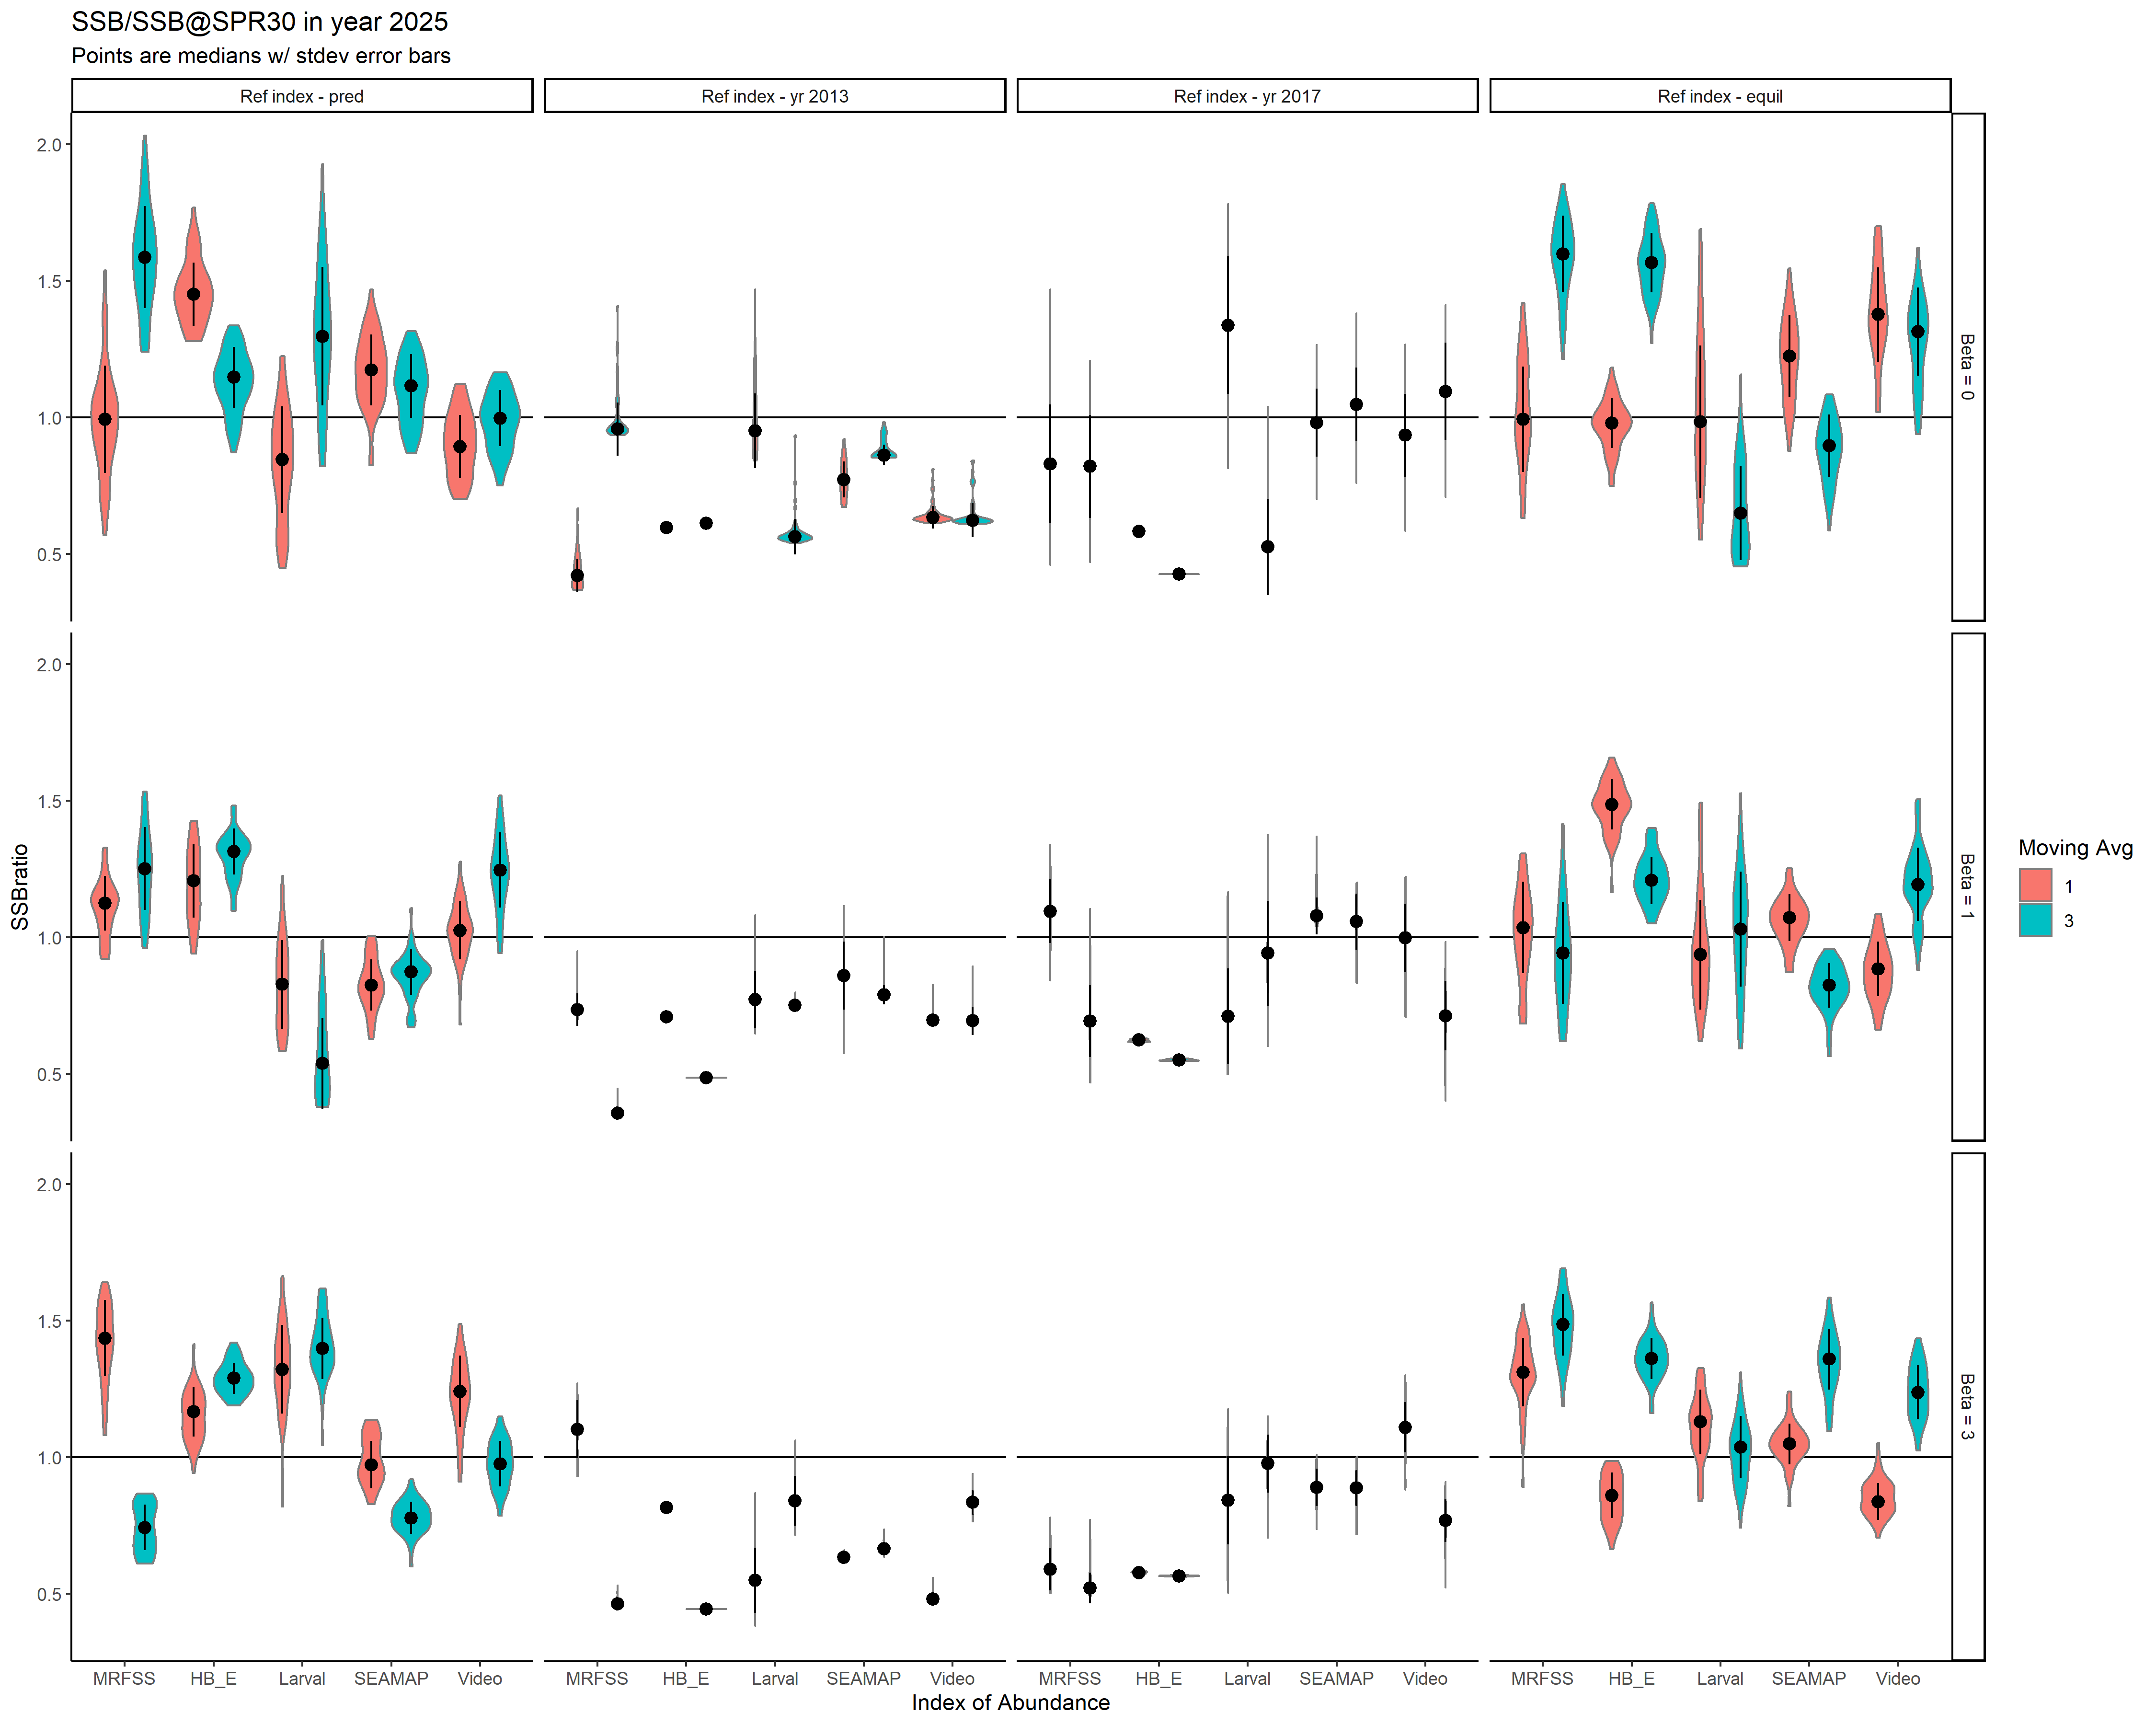 SSB/SSB@SPR30 in year 2025
Points are medians w/ stdev error bars
Ref index - pred
Ref index - yr 2013
Ref index - yr 2017
Ref index - equil
2.0
1.5
1.0
0.5
Beta = 0
2.0
1.5
1.0
0.5
Beta = 1
2.0
1.5
1.0
0.5
Beta = 3
SSBratio
Moving Avg
1
3
MRFSS HB_E Larval SEAMAP Video
MRFSS HB_E Larval SEAMAP Video
MRFSS HB_E Larval SEAMAP Video
MRFSS HB_E Larval SEAMAP Video
Index of Abundance